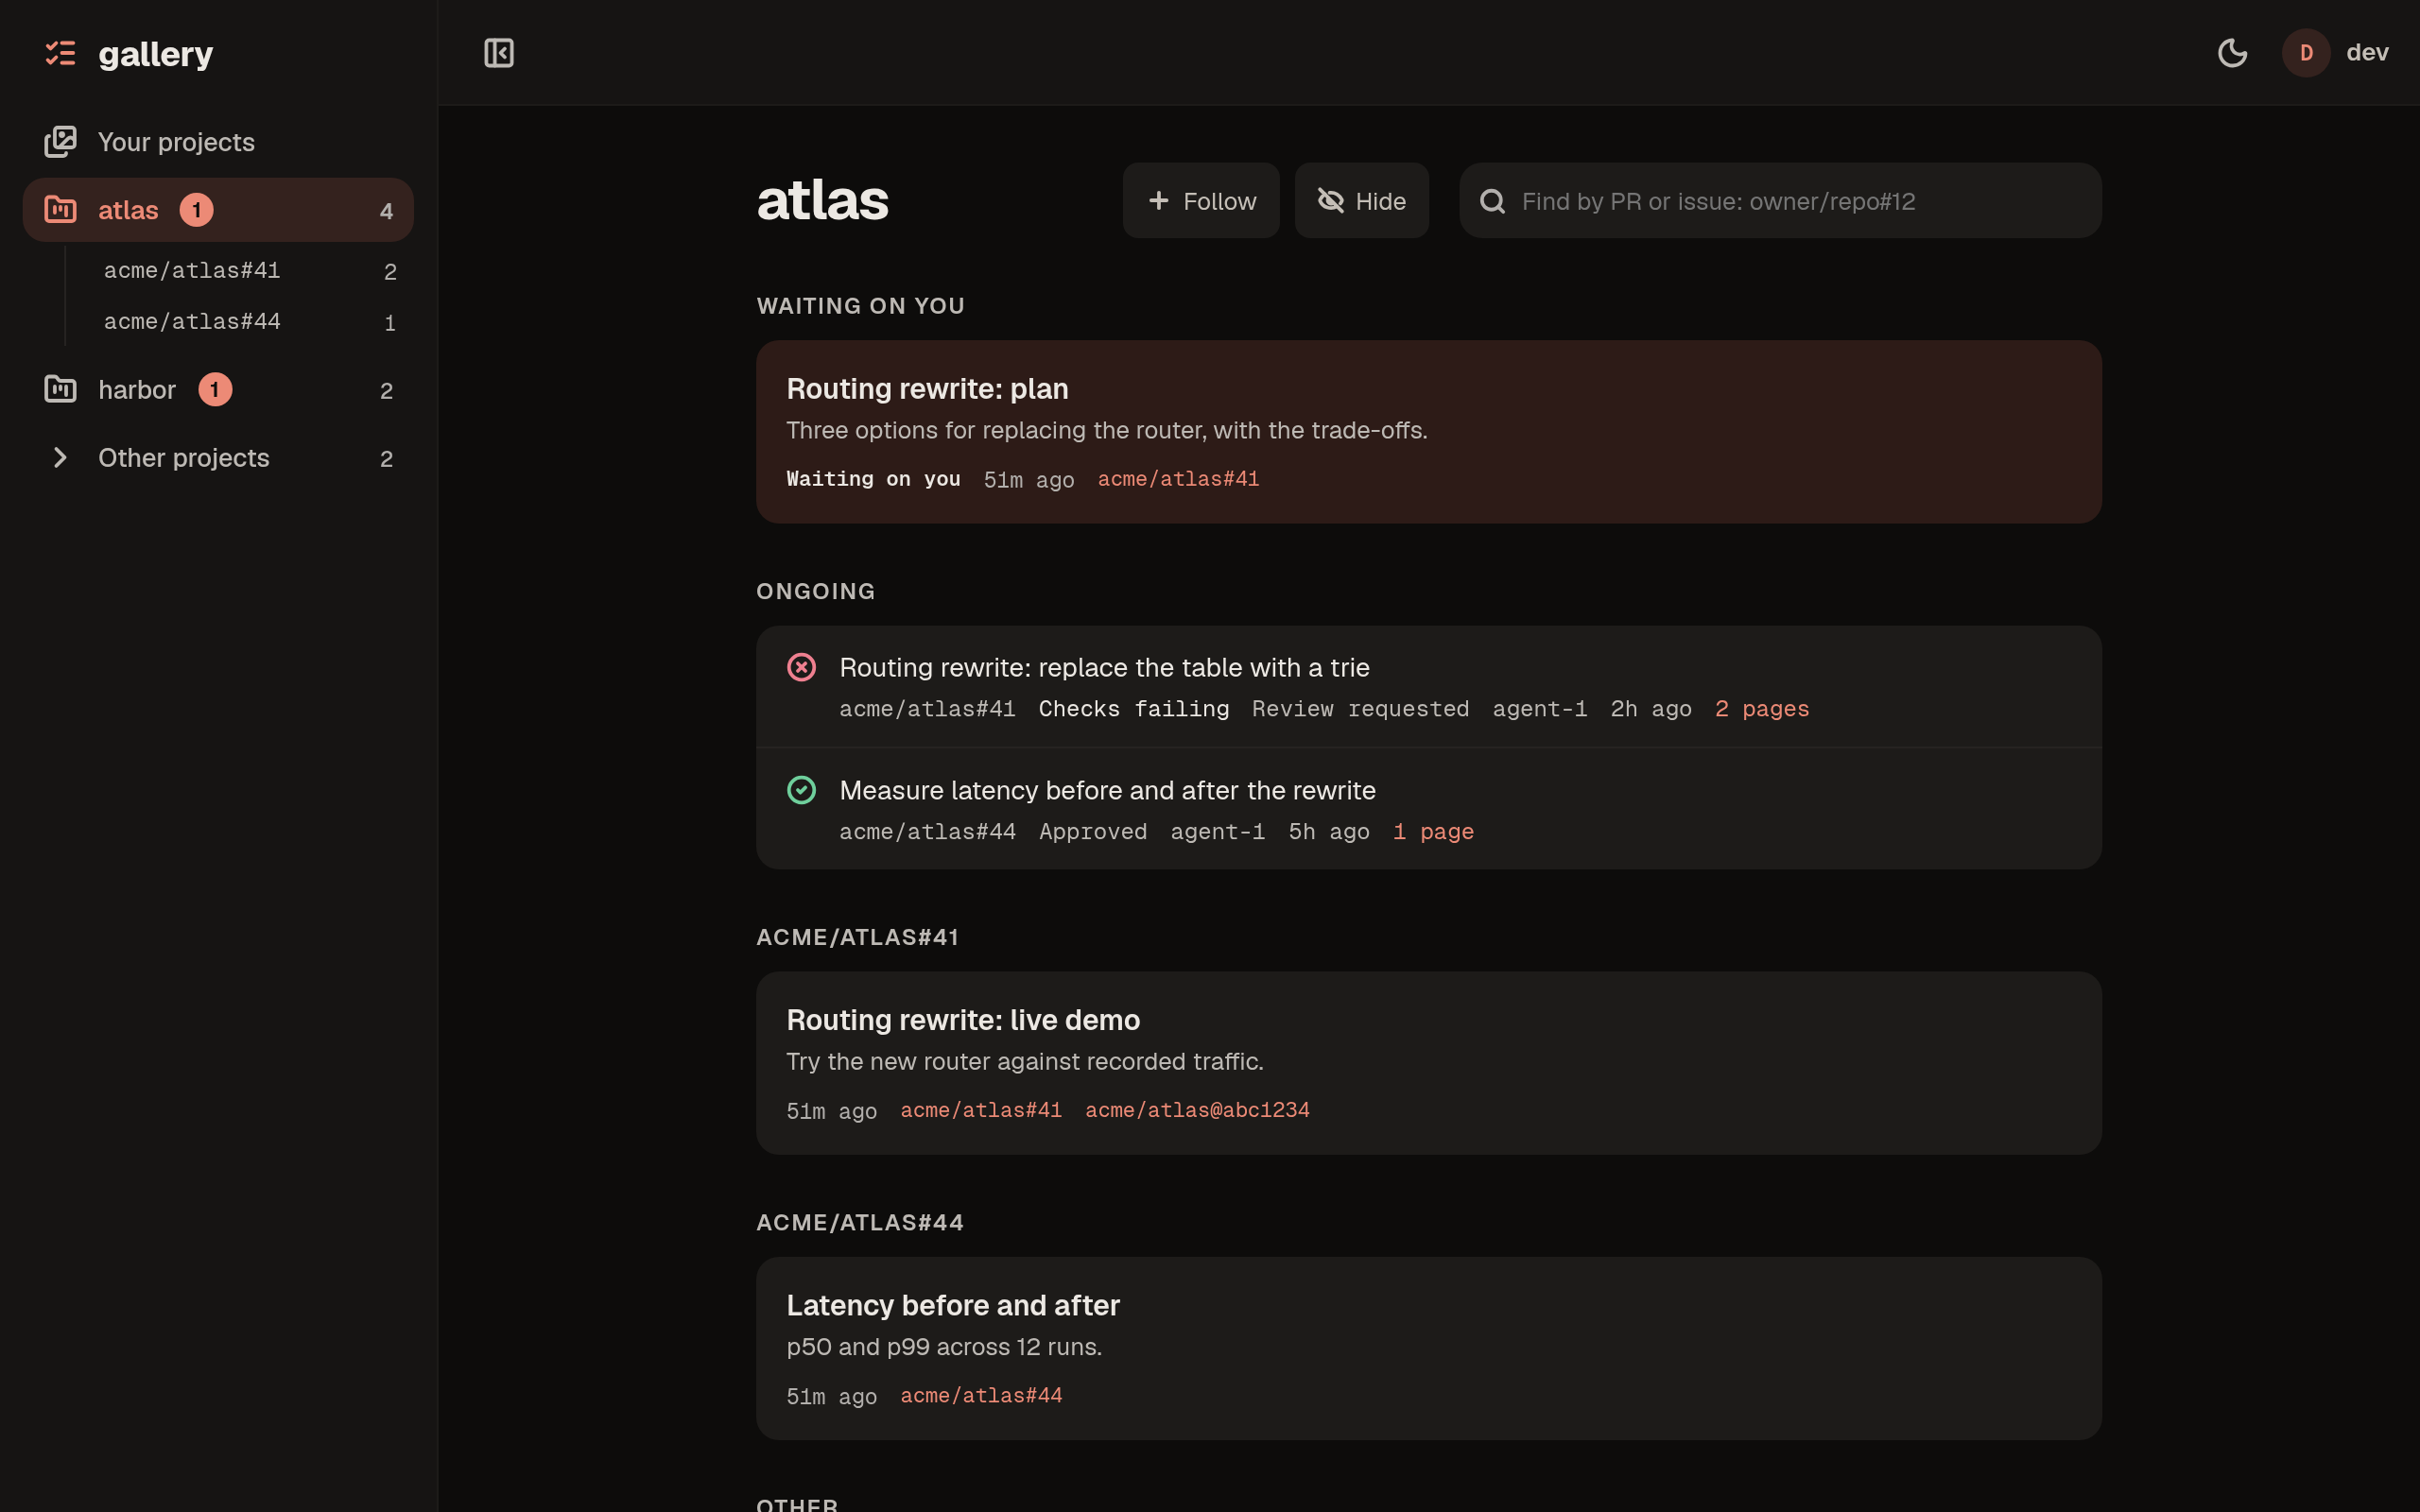 gallery
D dev
Your projects
atlas 1 4
acme/atlas#41 2
acme/atlas#44 1
harbor 1 2
Other projects 2
atlas
Follow
Hide
Find by PR or issue: owner/repo#12
WAITING ON YOU
Routing rewrite: plan
Three options for replacing the router, with the trade-offs.
Waiting on you 51m ago acme/atlas#41
ONGOING
Routing rewrite: replace the table with a trie
acme/atlas#41 Checks failing Review requested agent-1 2h ago 2 pages
Measure latency before and after the rewrite
acme/atlas#44 Approved agent-1 5h ago 1 page
ACME/ATLAS#41
Routing rewrite: live demo
Try the new router against recorded traffic.
51m ago acme/atlas#41 acme/atlas@abc1234
ACME/ATLAS#44
Latency before and after
p50 and p99 across 12 runs.
51m ago acme/atlas#44
OTHER